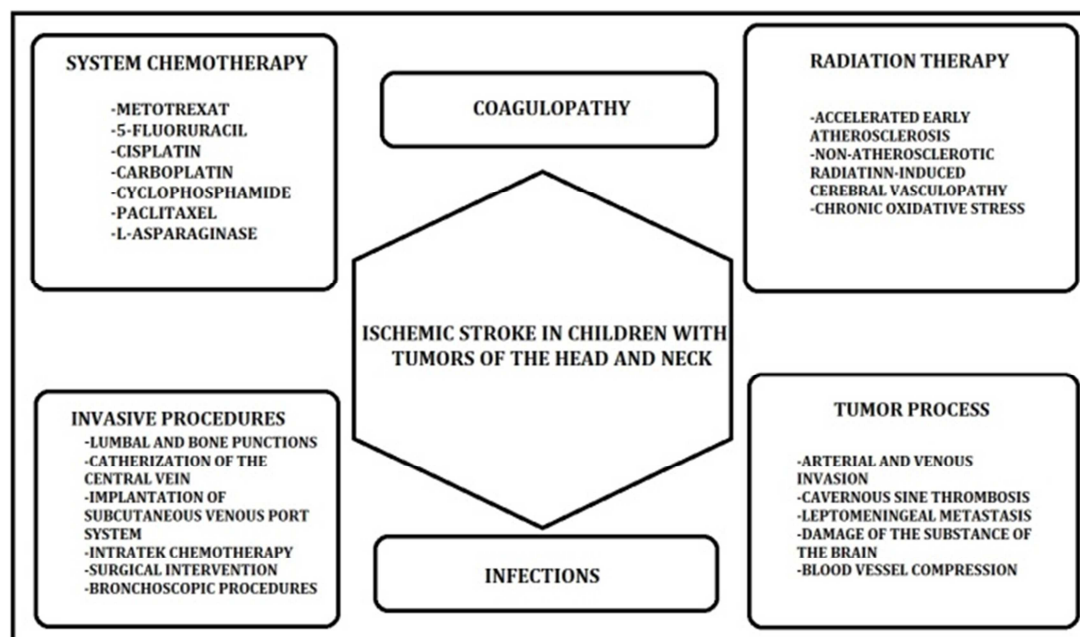 SYSTEM CHEMOTHERAPY
-METOTREXAT
-5-FLUORURACIL
-CISPLATIN
-CARBOPLATIN
-CYCLOPHOSPHAMIDE
-PACLITAXEL
-L-ASPARAGINASE
COAGULOPATHY
RADIATION THERAPY
-ACCELERATED EARLY
ATHEROSCLEROSIS
-NON-ATHEROSCLEROTIC
RADIATINN-INDUCED
CEREBRAL VASCULOPATHY
-CHRONIC OXIDATIVE STRESS
ISCHEMIC STROKE IN CHILDREN WITH
TUMORS OF THE HEAD AND NECK
INVASIVE PROCEDURES
-LUMBAL AND BONE PUNCTIONS
-CATHERIZATION OF THE
CENTRAL VEIN
-IMPLANTATION OF
SUBCUTANEOUS VENOUS PORT
SYSTEM
-INTRATEK CHEMOTHERAPY
-SURGICAL INTERVENTION
-BRONCHOSCOPIC PROCEDURES
INFECTIONS
TUMOR PROCESS
-ARTERIAL AND VENOUS
INVASION
-CAVERNOUS SINE THROMBOSIS
-LEPTOMENINGEAL METASTASIS
-DAMAGE OF THE SUBSTANCE OF
THE BRAIN
-BLOOD VESSEL COMPRESSION